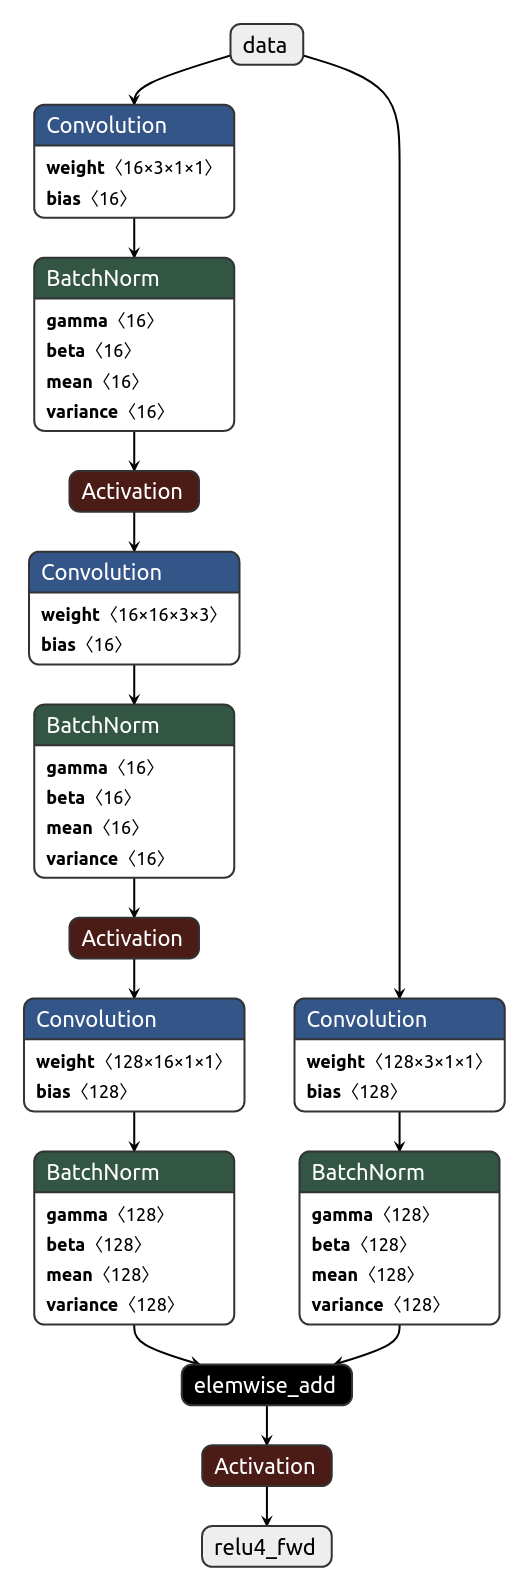 data
Convolution
weight〈16×3×1×1〉
bias〈16〉
BatchNorm
gamma〈16〉
beta〈16〉
mean〈16〉
variance〈16〉
Activation
Convolution
weight〈16×16×3×3〉
bias〈16〉
BatchNorm
gamma〈16〉
beta〈16〉
mean〈16〉
variance〈16〉
Activation
Convolution
weight〈128×16×1×1〉
bias〈128〉
BatchNorm
gamma〈128〉
beta〈128〉
mean〈128〉
variance〈128〉
Convolution
weight〈128×3×1×1〉
bias〈128〉
BatchNorm
gamma〈128〉
beta〈128〉
mean〈128〉
variance〈128〉
elemwise_add
Activation
relu4_fwd